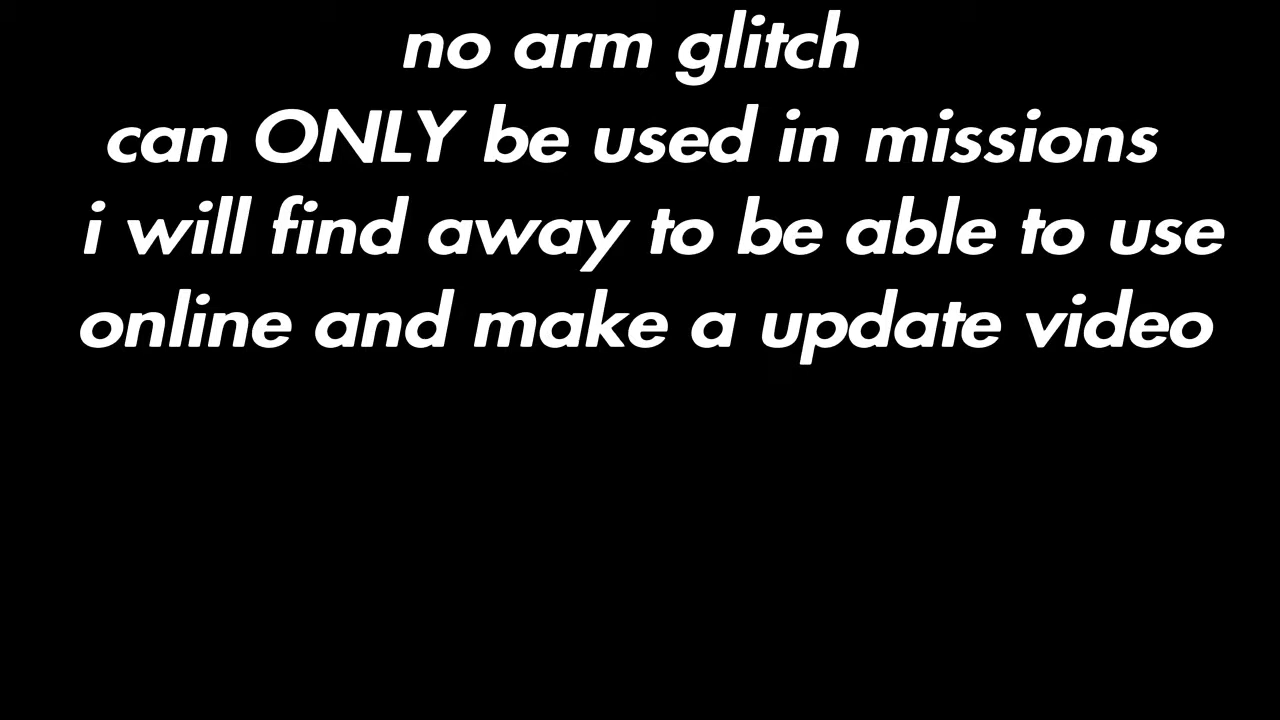 no arm glitch
can ONLY be used in missions
i will find away to be able to use
online and make a update video